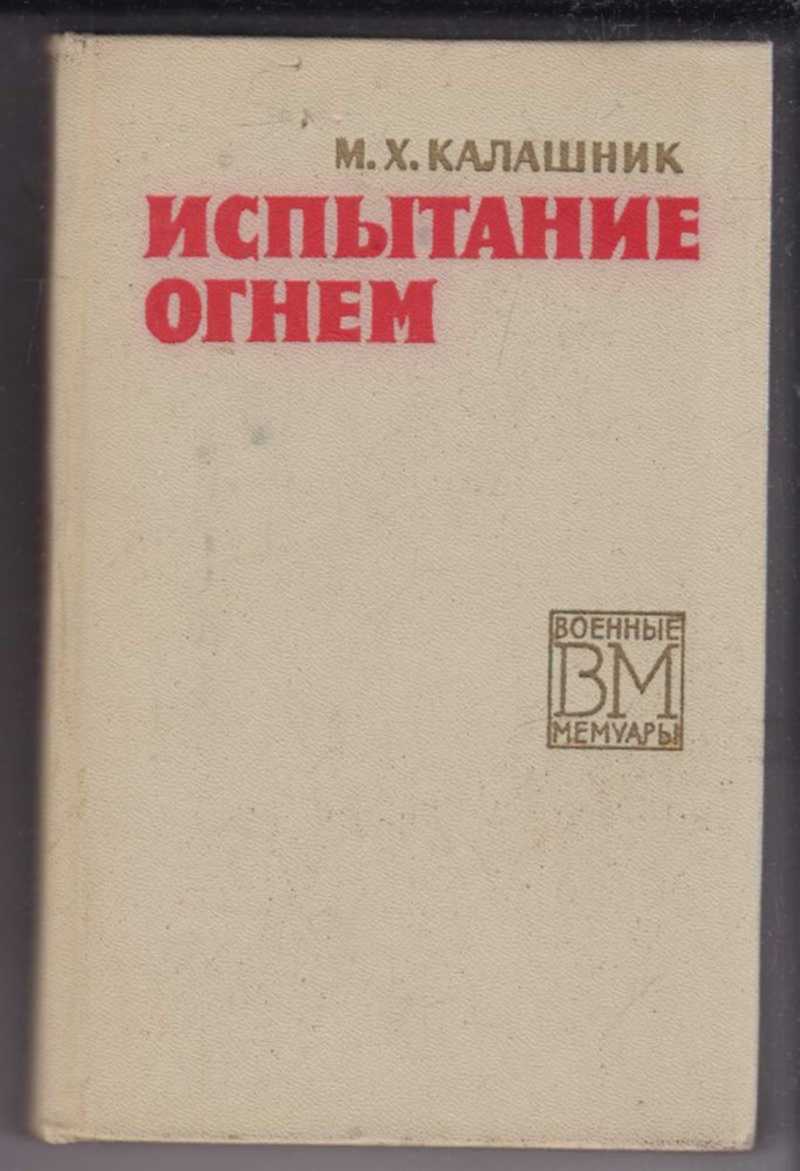 М. Х. КАЛАШНИК
ИСПЫТАНИЕ
ОГНЕМ
ВОЕННЫЕ
ВМ
МЕМУАРЫ